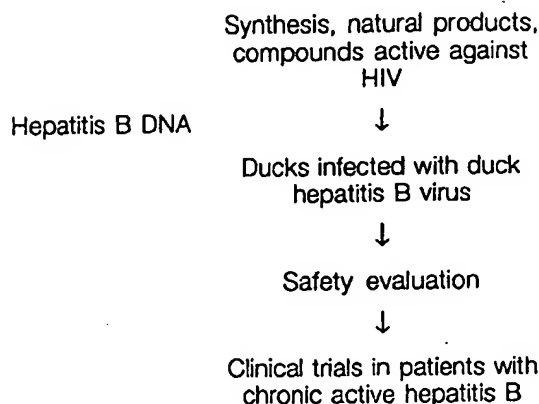 Synthesis, natural products,
compounds active against
HIV
↓
Hepatitis B DNA
Ducks infected with duck
hepatitis B virus
↓
Safety evaluation
↓
Clinical trials in patients with
chronic active hepatitis B